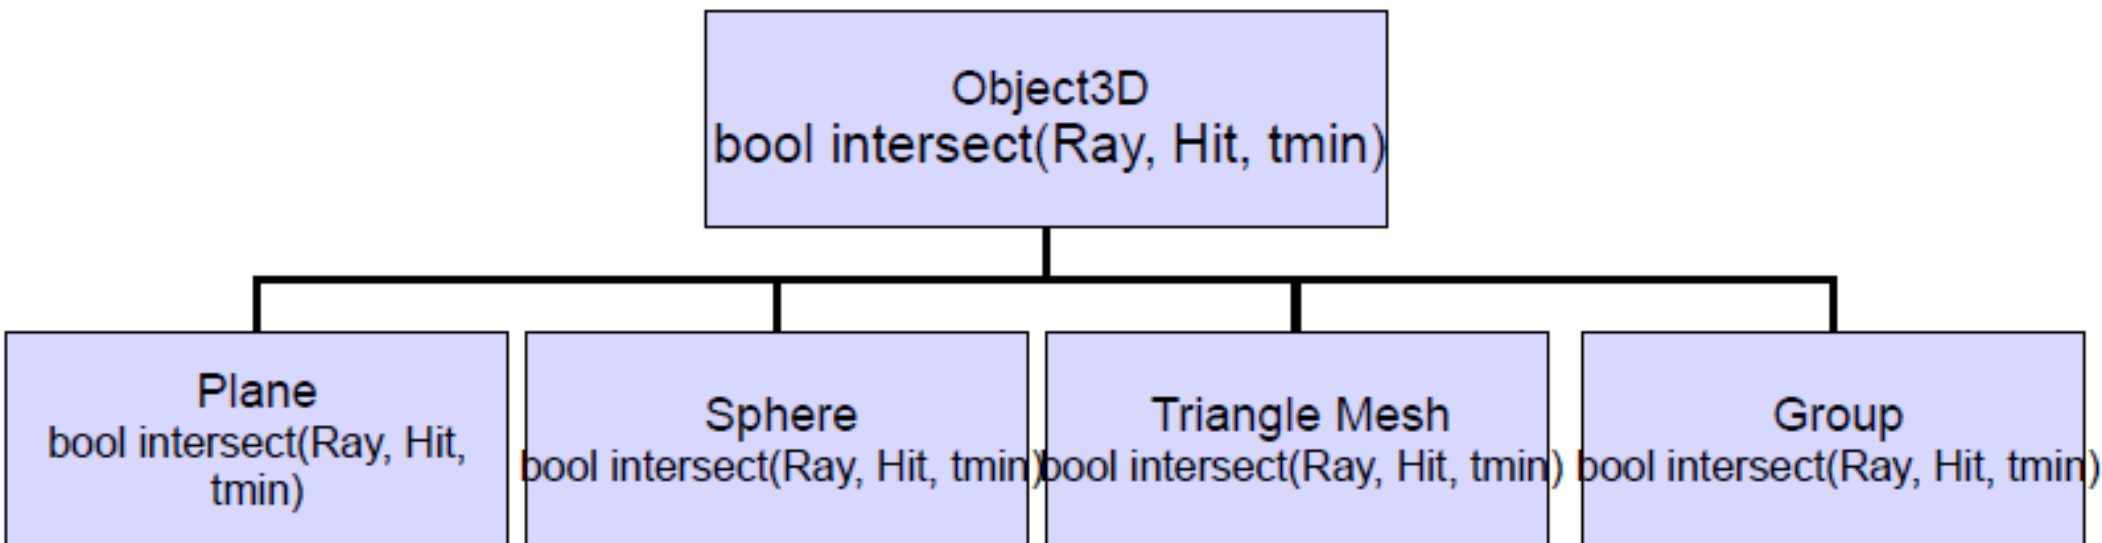 Object3D
bool intersect(Ray, Hit, tmin)
Plane
bool intersect(Ray, Hit,
tmin)
Sphere
bool intersect(Ray, Hit, tmin)
Triangle Mesh
bool intersect(Ray, Hit, tmin)
Group
bool intersect(Ray, Hit, tmin)